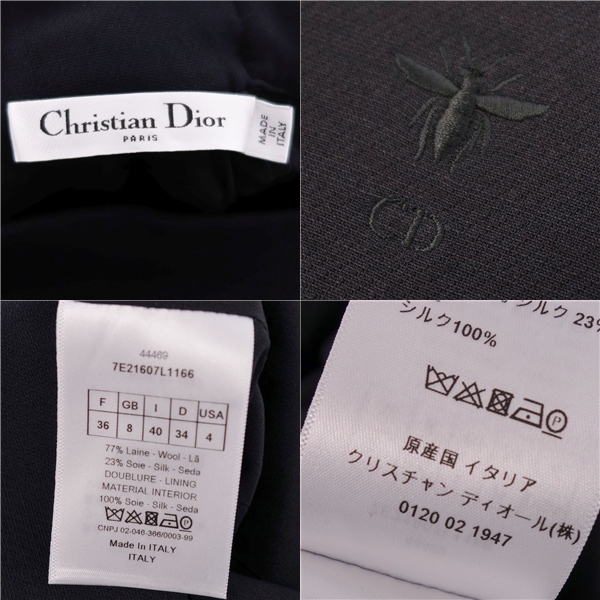 Christian Dior
PARIS
MADE
IN
ITALY
CD
44469
7E21607L1166
F GB I D USA
36 8 40 34 4
77% Laine - Wool - Lã
23% Soie - Silk - Seda
DOUBLURE - LINING
MATERIAL INTERIOR
100% Soie - Silk - Seda
CNPJ 02-046-366/0003-99
Made In ITALY
ITALY
シルク 23%
シルク100%
P
原産国 イタリア
クリスチャン ディオール(株)
0120 02 1947